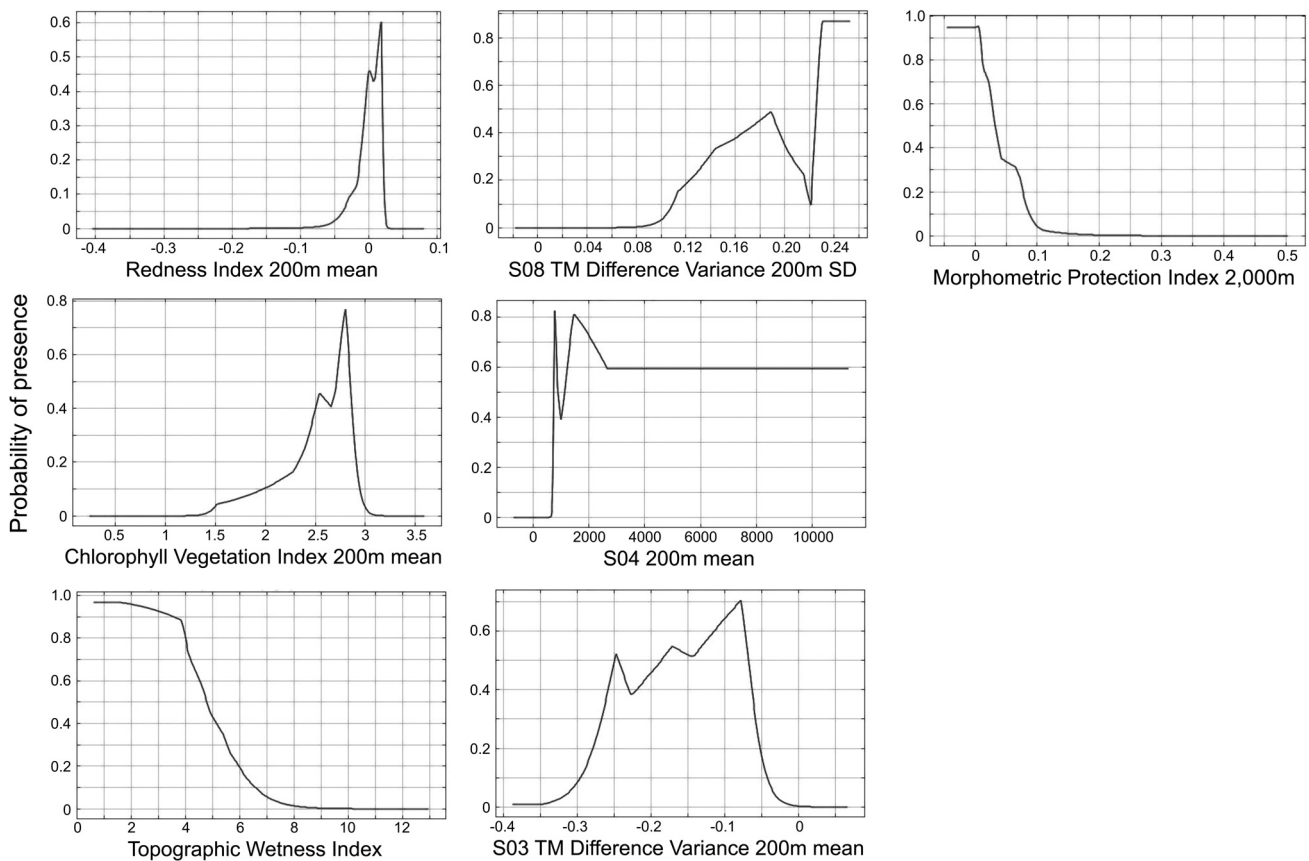 Probability of presence
0.6
0.5
0.4
0.3
0.2
0.1
0
-0.4 -0.3 -0.2 -0.1 0 0.1
Redness Index 200m mean
0.8
0.6
0.4
0.2
0
0 0.04 0.08 0.12 0.16 0.20 0.24
S08 TM Difference Variance 200m SD
1.0
0.8
0.6
0.4
0.2
0
0 0.1 0.2 0.3 0.4 0.5
Morphometric Protection Index 2,000m
0.8
0.6
0.4
0.2
0
0.5 1 1.5 2 2.5 3 3.5
Chlorophyll Vegetation Index 200m mean
0.8
0.6
0.4
0.2
0
0 2000 4000 6000 8000 10000
S04 200m mean
1.0
0.8
0.6
0.4
0.2
0
0 2 4 6 8 10 12
Topographic Wetness Index
0.6
0.4
0.2
0
-0.4 -0.3 -0.2 -0.1 0
S03 TM Difference Variance 200m mean